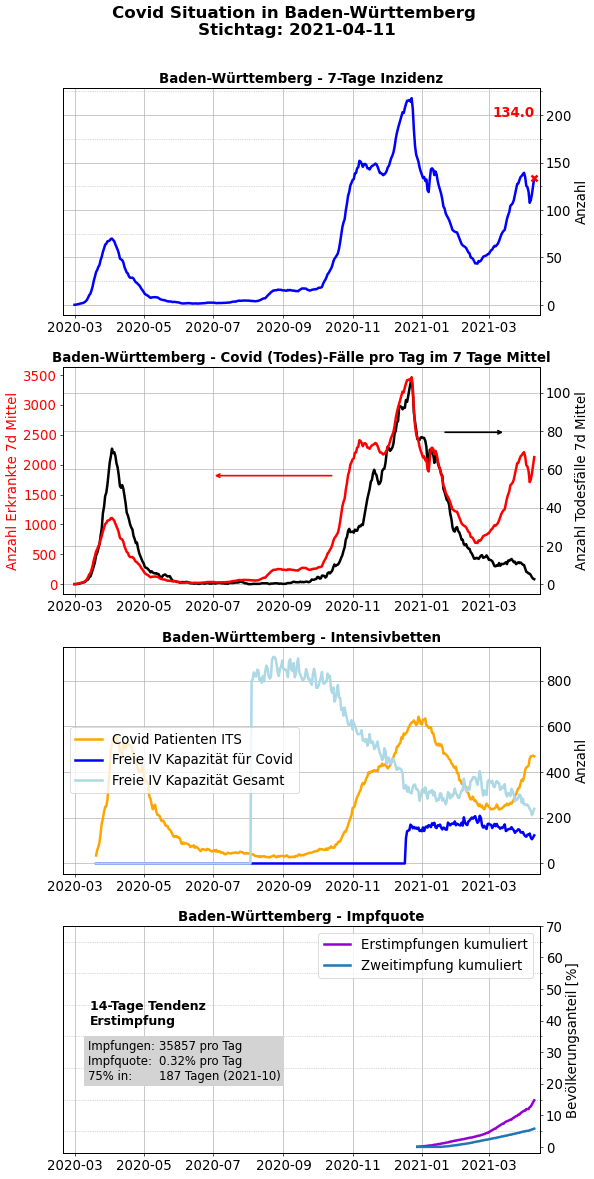 Covid Situation in Baden-Württemberg
Stichtag: 2021-04-11
Baden-Württemberg - 7-Tage Inzidenz
134.0
200
150
100
50
0
Anzahl
2020-03 2020-05 2020-07 2020-09 2020-11 2021-01 2021-03
Baden-Württemberg - Covid (Todes)-Fälle pro Tag im 7 Tage Mittel
Anzahl Erkrankte 7d Mittel
3500
3000
2500
2000
1500
1000
500
0
100
80
60
40
20
0
Anzahl Todesfälle 7d Mittel
2020-03 2020-05 2020-07 2020-09 2020-11 2021-01 2021-03
Baden-Württemberg - Intensivbetten
Covid Patienten ITS
Freie IV Kapazität für Covid
Freie IV Kapazität Gesamt
800
600
400
200
0
Anzahl
2020-03 2020-05 2020-07 2020-09 2020-11 2021-01 2021-03
Baden-Württemberg - Impfquote
Erstimpfungen kumuliert
Zweitimpfung kumuliert
14-Tage Tendenz
Erstimpfung
Impfungen: 35857 pro Tag
Impfquote: 0.32% pro Tag
75% in: 187 Tagen (2021-10)
70
60
50
40
30
20
10
0
Bevölkerungsanteil [%]
2020-03 2020-05 2020-07 2020-09 2020-11 2021-01 2021-03